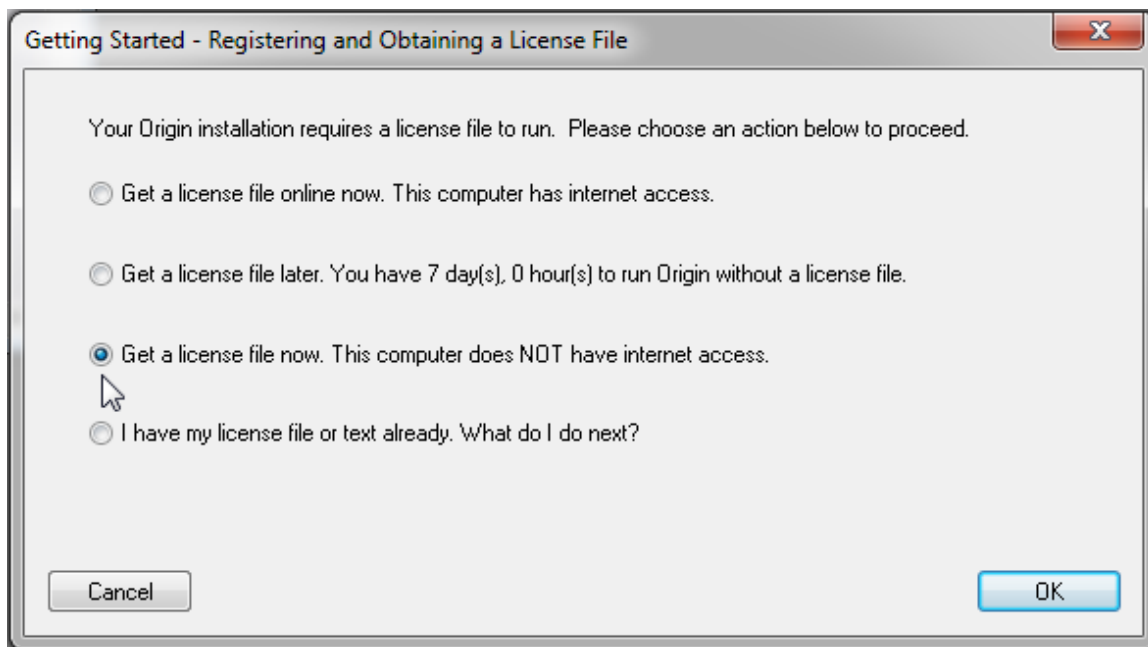 Getting Started - Registering and Obtaining a License File
Your Origin installation requires a license file to run.  Please choose an action below to proceed.
Get a license file online now. This computer has internet access.
Get a license file later. You have 7 day(s), 0 hour(s) to run Origin without a license file.
Get a license file now. This computer does NOT have internet access.
I have my license file or text already. What do I do next?
Cancel
OK